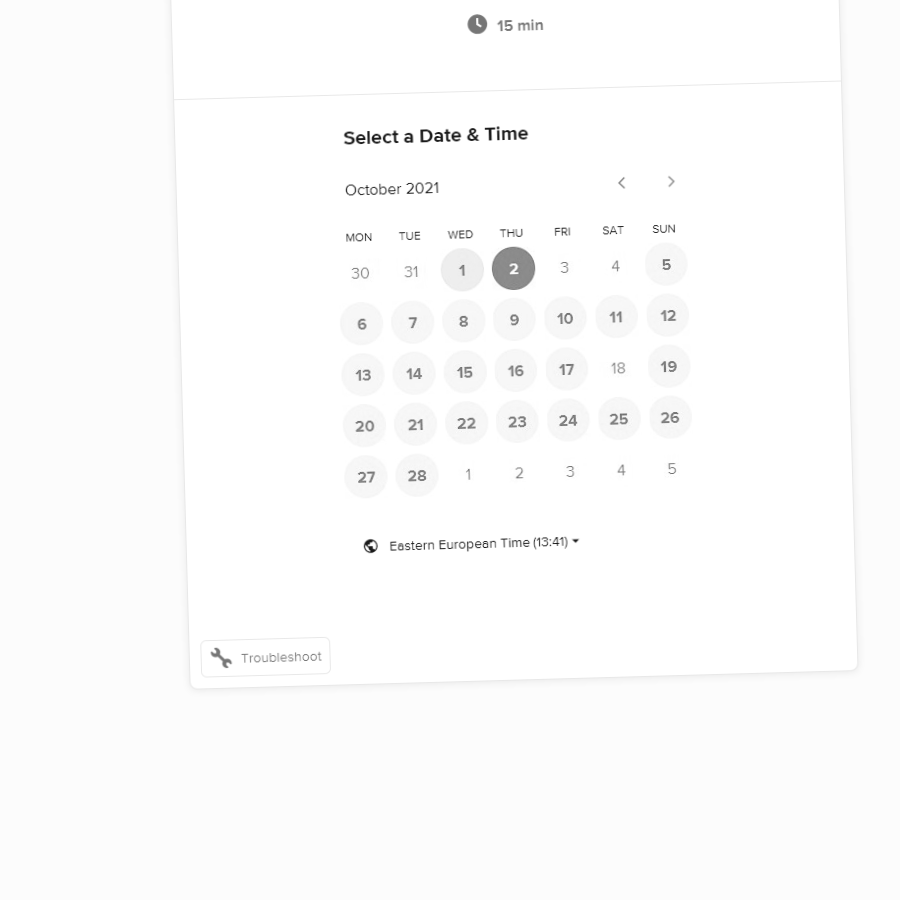 15 min
Select a Date & Time
October 2021
MON TUE WED THU FRI SAT SUN
30 31 1 2 3 4 5
6 7 8 9 10 11 12
13 14 15 16 17 18 19
20 21 22 23 24 25 26
27 28 1 2 3 4 5
Eastern European Time (13:41)
Troubleshoot